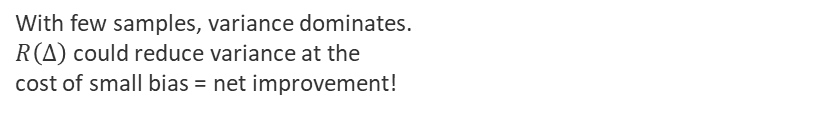 With few samples, variance dominates.
R(Δ) could reduce variance at the
cost of small bias = net improvement!